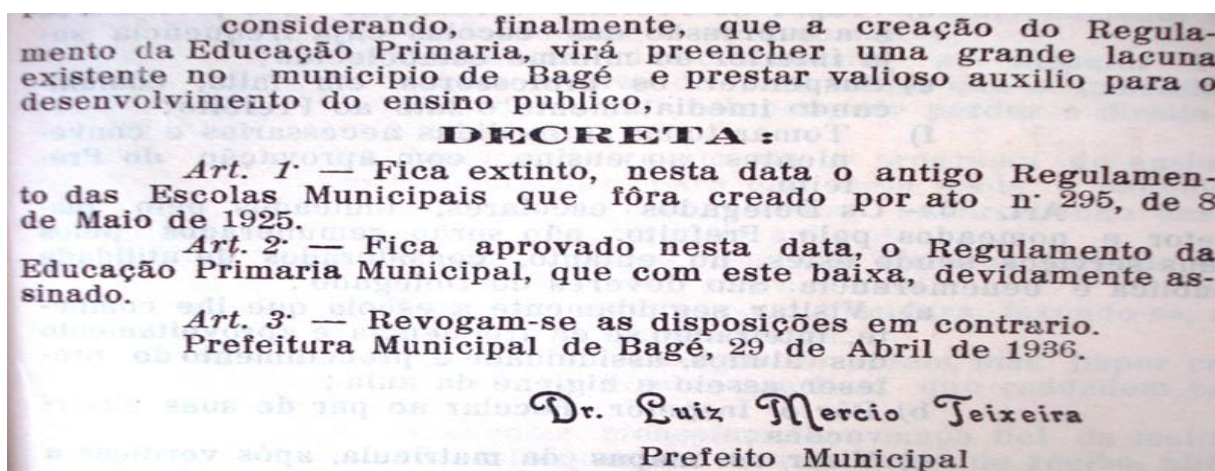 considerando, finalmente, que a creação do Regula-
mento da Educação Primaria, virá preencher uma grande lacuna
existente no municipio de Bagé e prestar valioso auxilio para o
desenvolvimento do ensino publico,
DECRETA:
Art. 1· — Fica extinto, nesta data o antigo Regulamen-
to das Escolas Municipais que fôra creado por ato n· 295, de 8
de Maio de 1925.
Art. 2· — Fica aprovado nesta data, o Regulamento da
Educação Primaria Municipal, que com este baixa, devidamente as-
sinado.
Art. 3· — Revogam-se as disposições em contrario.
Prefeitura Municipal de Bagé, 29 de Abril de 1936.
Dr. Luiz Mercio Teixeira
Prefeito Municipal